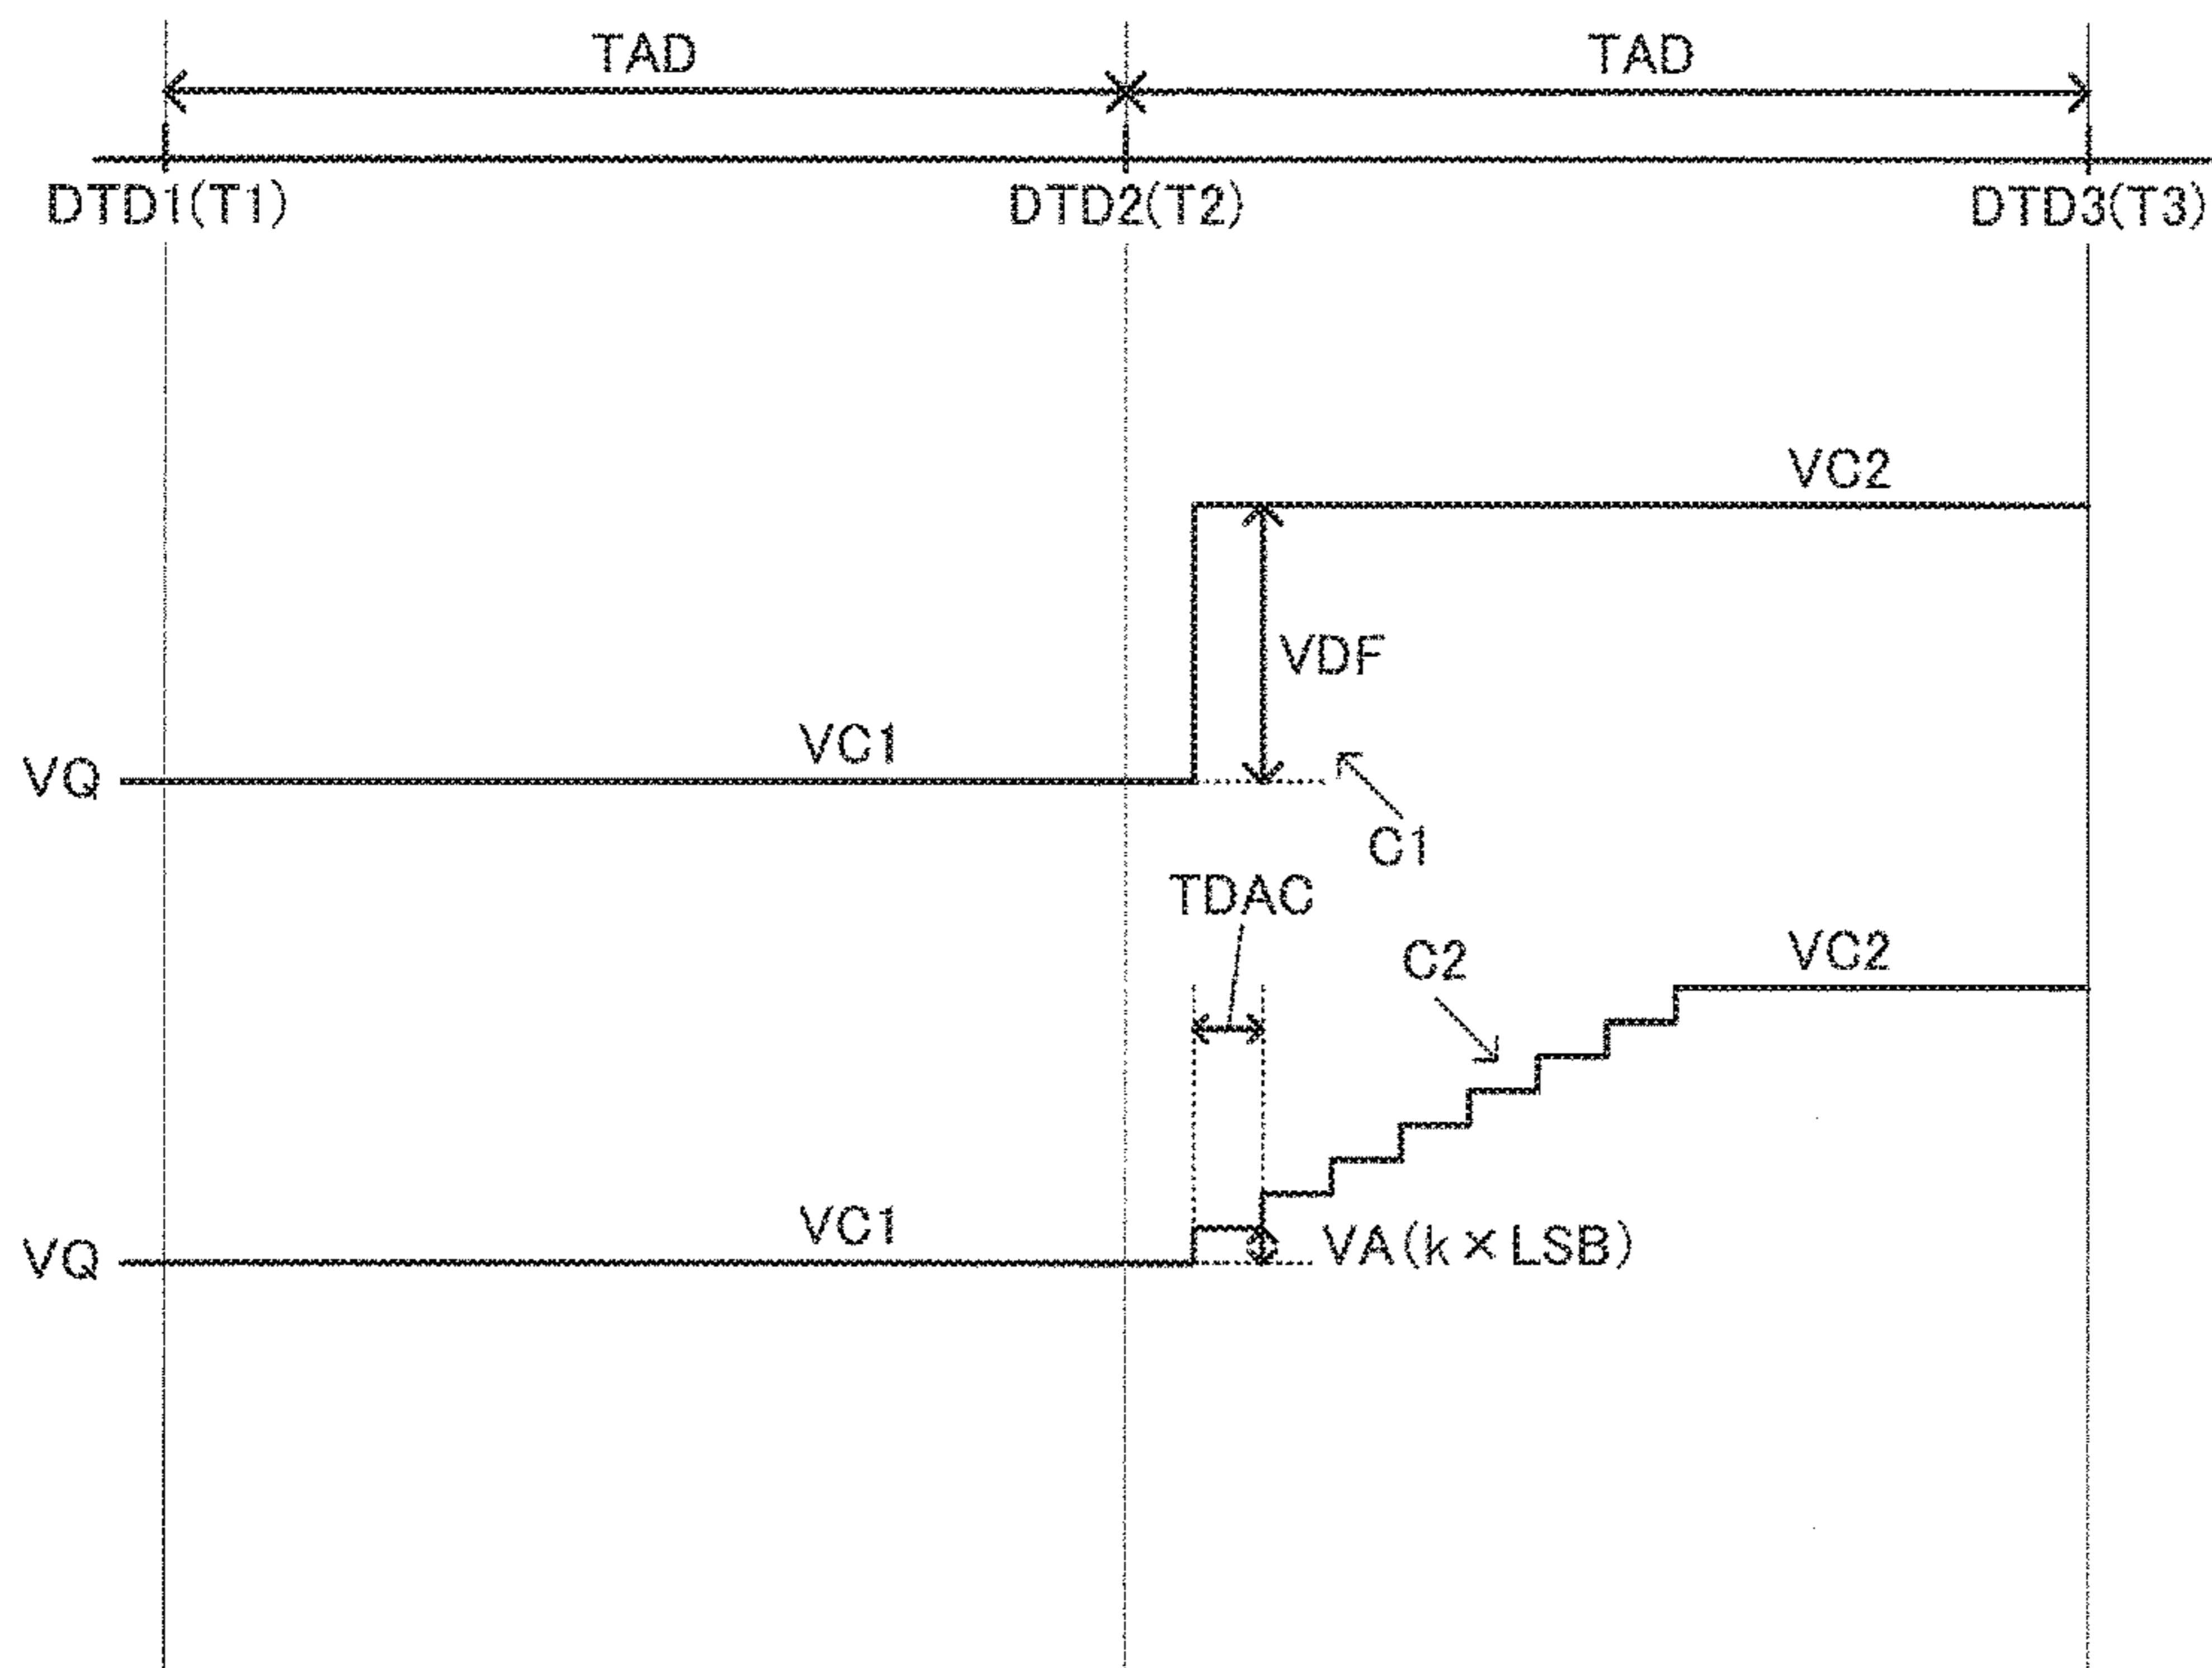 TAD TAD
DTD1(T1) DTD2(T2) DTD3(T3)
VC2
VDF
VC1
VQ
C1
TDAC
C2
VC2
VC1
VQ
VA(k×LSB)